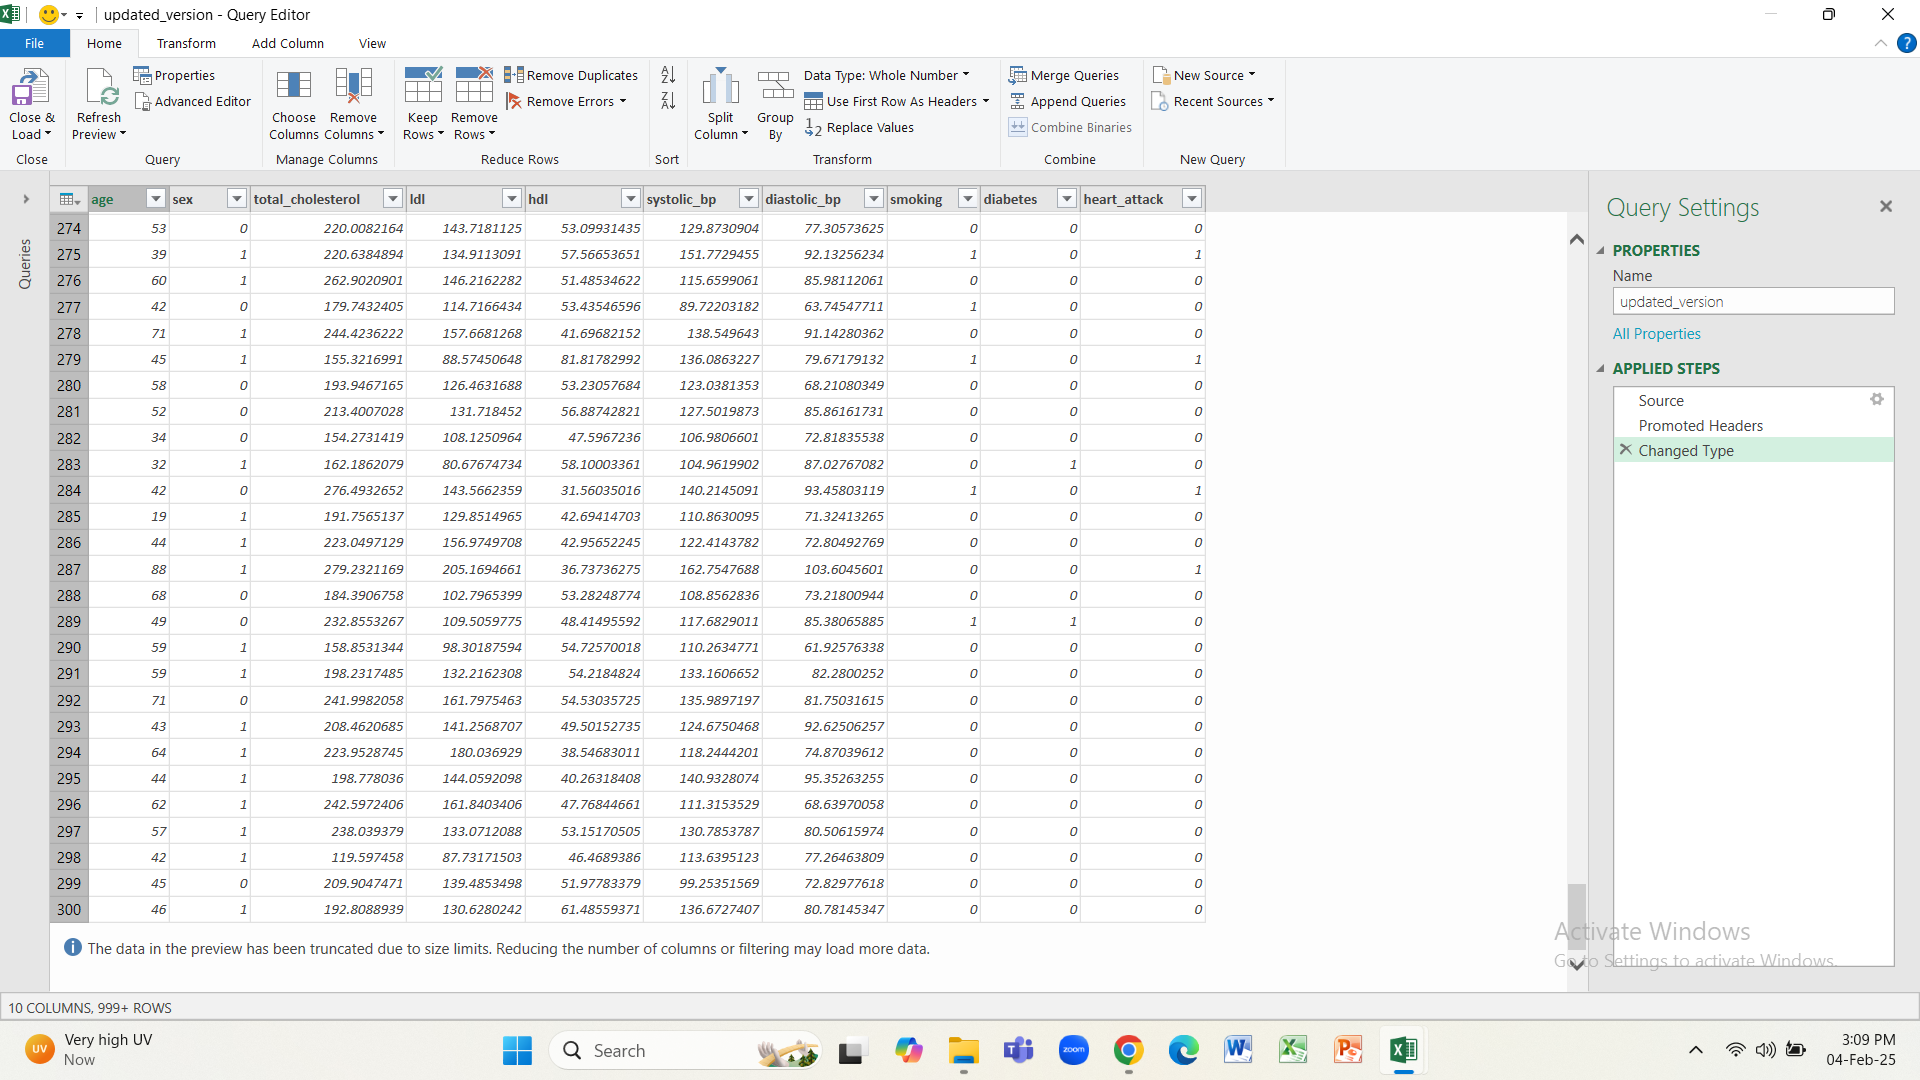 updated_version - Query Editor
File Home Transform Add Column View
Close & Load
Refresh Preview
Properties
Advanced Editor
Choose Columns
Remove Columns
Keep Rows
Remove Rows
Remove Duplicates
Remove Errors
Split Column
Group By
Data Type: Whole Number
Use First Row As Headers
1 2 Replace Values
Merge Queries
Append Queries
Combine Binaries
New Source
Recent Sources
Close Query Manage Columns Reduce Rows Sort Transform Combine New Query
Queries
age sex total_cholesterol ldl hdl systolic_bp diastolic_bp smoking diabetes heart_attack
274 53 0 220.0082164 143.7181125 53.09931435 129.8730904 77.30573625 0 0 0
275 39 1 220.6384894 134.9113091 57.56653651 151.7729455 92.13256234 1 0 1
276 60 1 262.9020901 146.2162282 51.48534622 115.6599061 85.98112061 0 0 0
277 42 0 179.7432405 114.7166434 53.43546596 89.72203182 63.74547711 1 0 0
278 71 1 244.4236222 157.6681268 41.69682152 138.549643 91.14280362 0 0 0
279 45 1 155.3216991 88.57450648 81.81782992 136.0863227 79.67179132 1 0 1
280 58 0 193.9467165 126.4631688 53.23057684 123.0381353 68.21080349 0 0 0
281 52 0 213.4007028 131.718452 56.88742821 127.5019873 85.86161731 0 0 0
282 34 0 154.2731419 108.1250964 47.5967236 106.9806601 72.81835538 0 0 0
283 32 1 162.1862079 80.67674734 58.10003361 104.9619902 87.02767082 0 1 0
284 42 0 276.4932652 143.5662359 31.56035016 140.2145091 93.45803119 1 0 1
285 19 1 191.7565137 129.8514965 42.69414703 110.8630095 71.32413265 0 0 0
286 44 1 223.0497129 156.9749708 42.95652245 122.4143782 72.80492769 0 0 0
287 88 1 279.2321169 205.1694661 36.73736275 162.7547688 103.6045601 0 0 1
288 68 0 184.3906758 102.7965399 53.28248774 108.8562836 73.21800944 0 0 0
289 49 0 232.8553267 109.5059775 48.41495592 117.6829011 85.38065885 1 1 0
290 59 1 158.8531344 98.30187594 54.72570018 110.2634771 61.92576338 0 0 0
291 59 1 198.2317485 132.2162308 54.2184824 133.1606652 82.2800252 0 0 0
292 71 0 241.9982058 161.7975463 54.53035725 135.9897197 81.75031615 0 0 0
293 43 1 208.4620685 141.2568707 49.50152735 124.6750468 92.62506257 0 0 0
294 64 1 223.9528745 180.036929 38.54683011 118.2444201 74.87039612 0 0 0
295 44 1 198.778036 144.0592098 40.26318408 140.9328074 95.35263255 0 0 0
296 62 1 242.5972406 161.8403406 47.76844661 111.3153529 68.63970058 0 0 0
297 57 1 238.039379 133.0712088 53.15170505 130.7853787 80.50615974 0 0 0
298 42 1 119.597458 87.73171503 46.4689386 113.6395123 77.26463809 0 0 0
299 45 0 209.9047471 139.4853498 51.97783379 99.25351569 72.82977618 0 0 0
300 46 1 192.8088939 130.6280242 61.48559371 136.6727407 80.78145347 0 0 0
The data in the preview has been truncated due to size limits. Reducing the number of columns or filtering may load more data.
Query Settings
PROPERTIES
Name
updated_version
All Properties
APPLIED STEPS
Source
Promoted Headers
Changed Type
Activate Windows
Go to Settings to activate Windows.
10 COLUMNS, 999+ ROWS
UV
Very high UV
Now
Search
zoom
3:09 PM
04-Feb-25